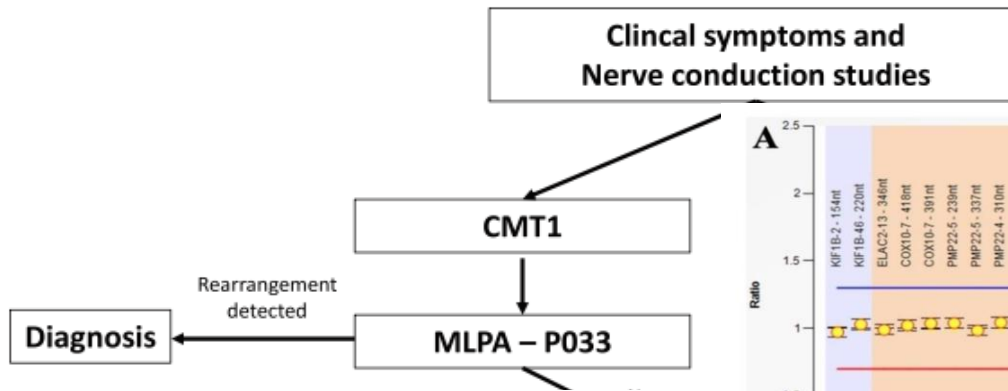 Clincal symptoms and
Nerve conduction studies
CMT1
Rearrangement
detected
Diagnosis
MLPA – P033
A
2.5
2
1.5
1
Ratio
KIF1B-2 - 154nt
KIF1B-46 - 220nt
ELAC2-13 - 346nt
COX10-7 - 418nt
COX10-7 - 391nt
PMP22-5 - 239nt
PMP22-5 - 337nt
PMP22-4 - 310nt